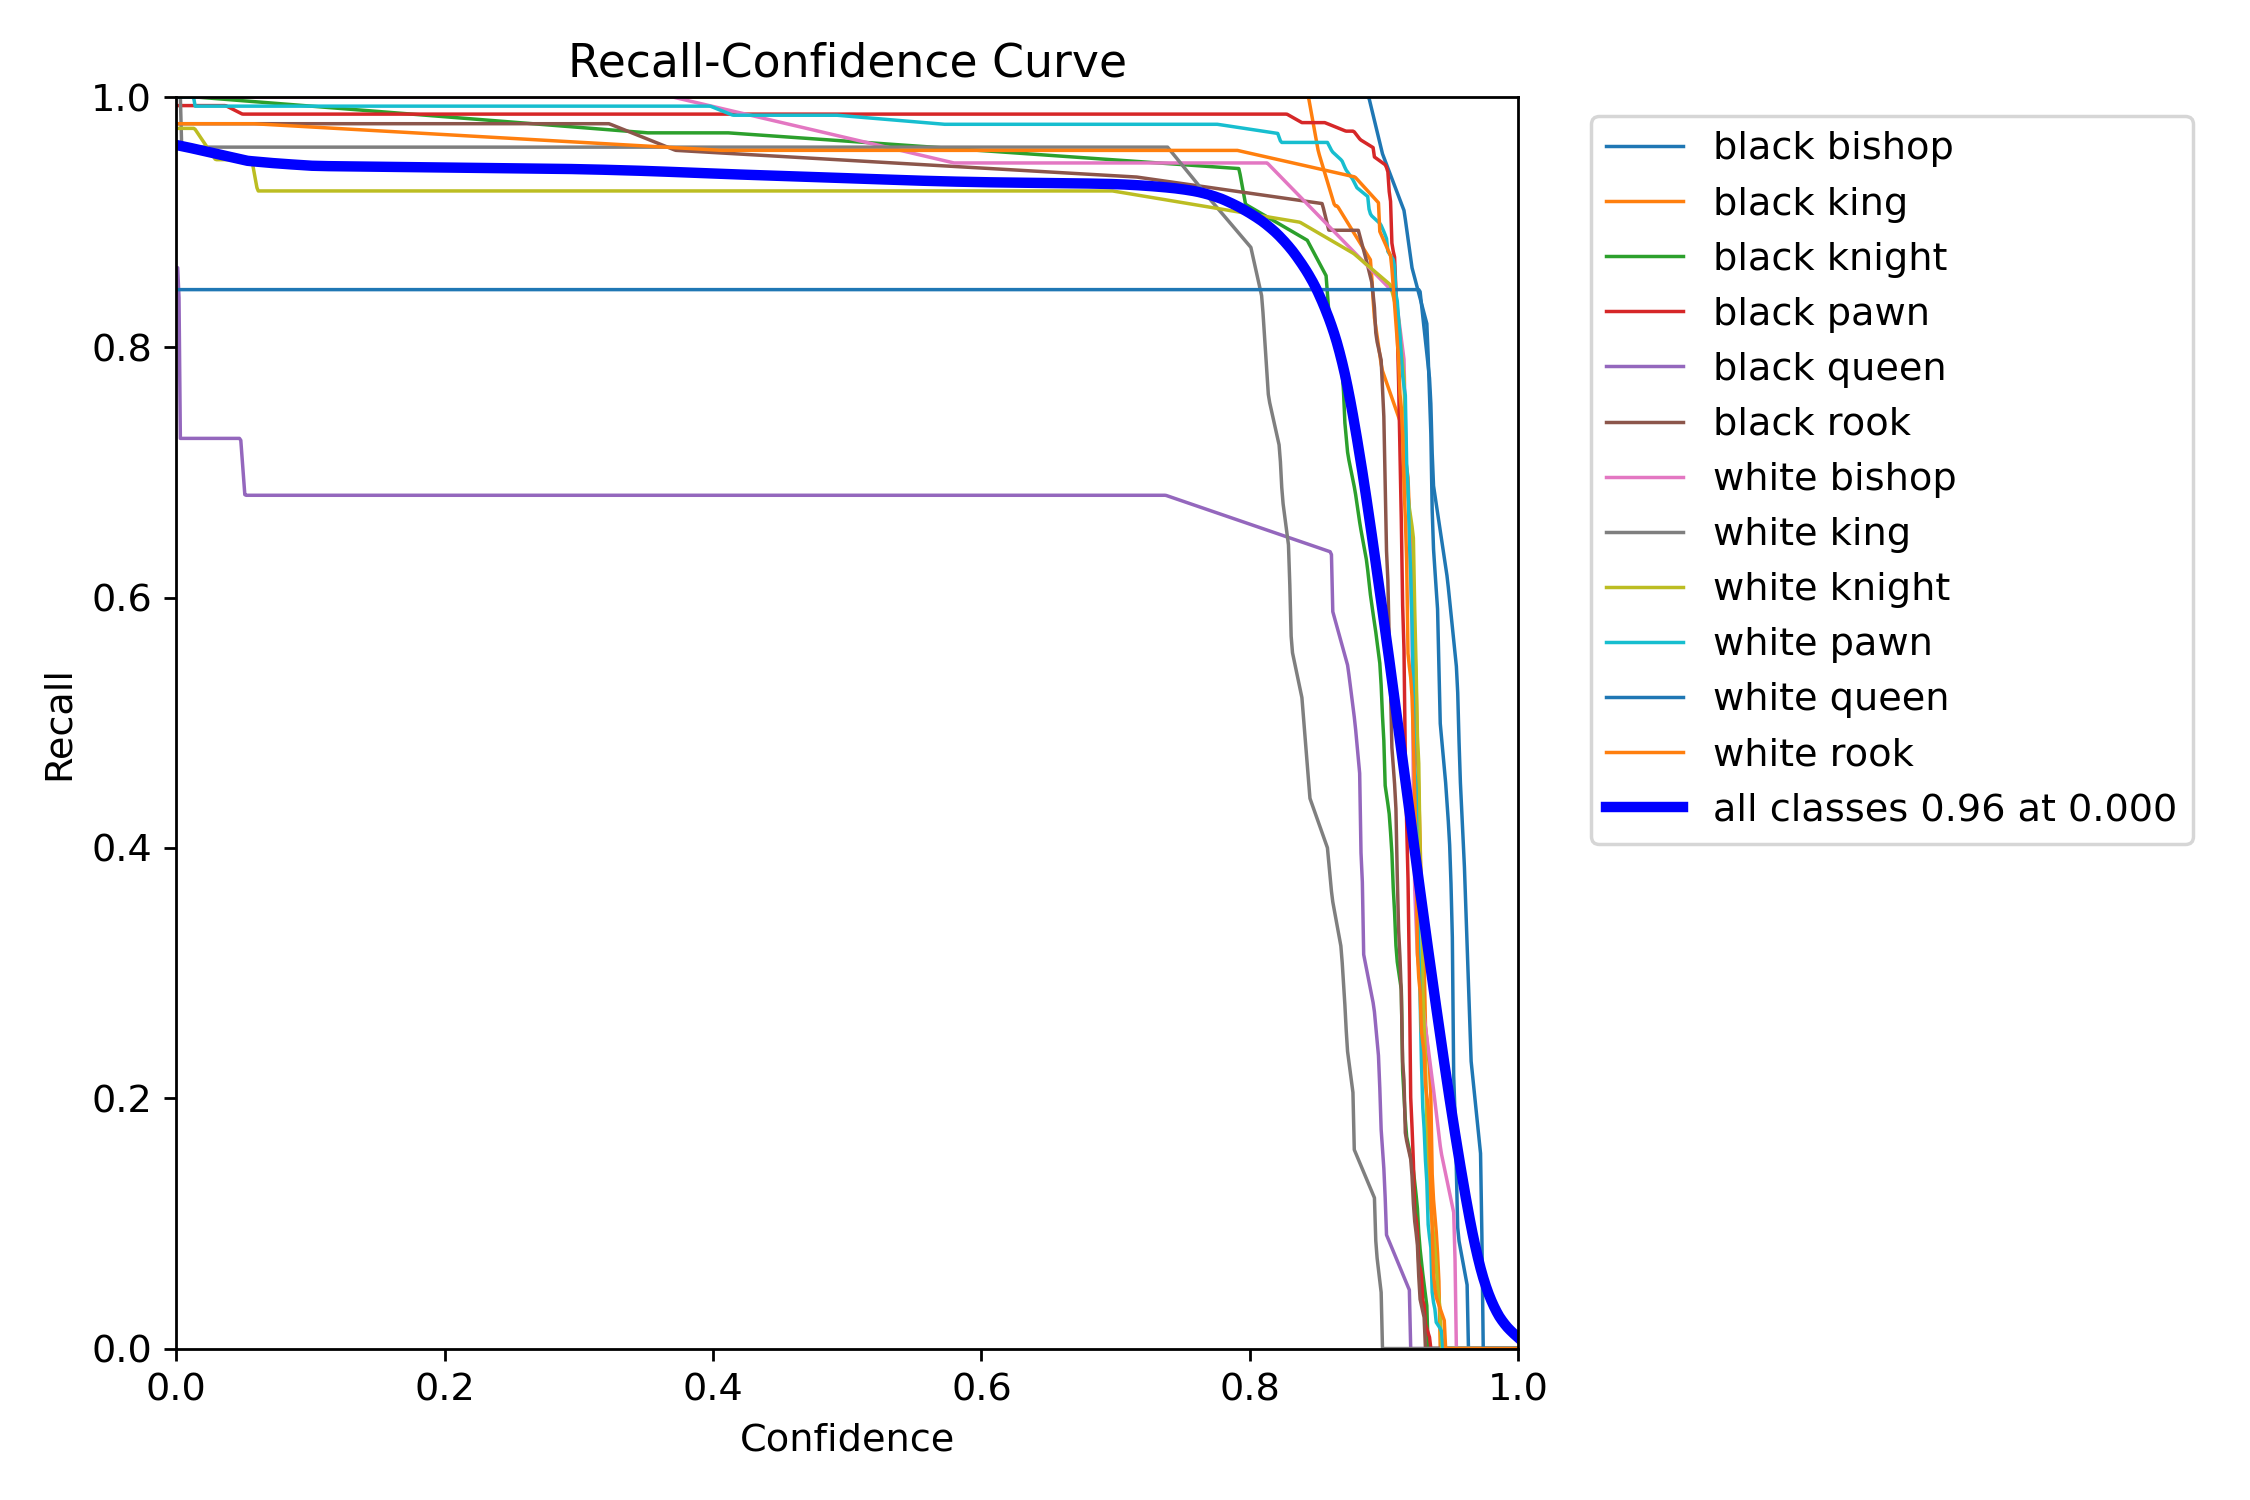 Recall-Confidence Curve
1.0
0.8
0.6
0.4
0.2
0.0
Recall
0.0 0.2 0.4 0.6 0.8 1.0
Confidence
black bishop
black king
black knight
black pawn
black queen
black rook
white bishop
white king
white knight
white pawn
white queen
white rook
all classes 0.96 at 0.000